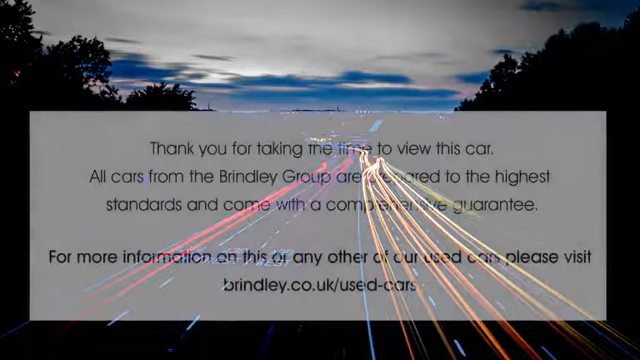 Thank you for taking the time to view this car.
All cars from the Brindley Group are prepared to the highest
standards and come with a comprehensive guarantee.
For more information on this or any other of our used cars please visit
brindley.co.uk/used-cars